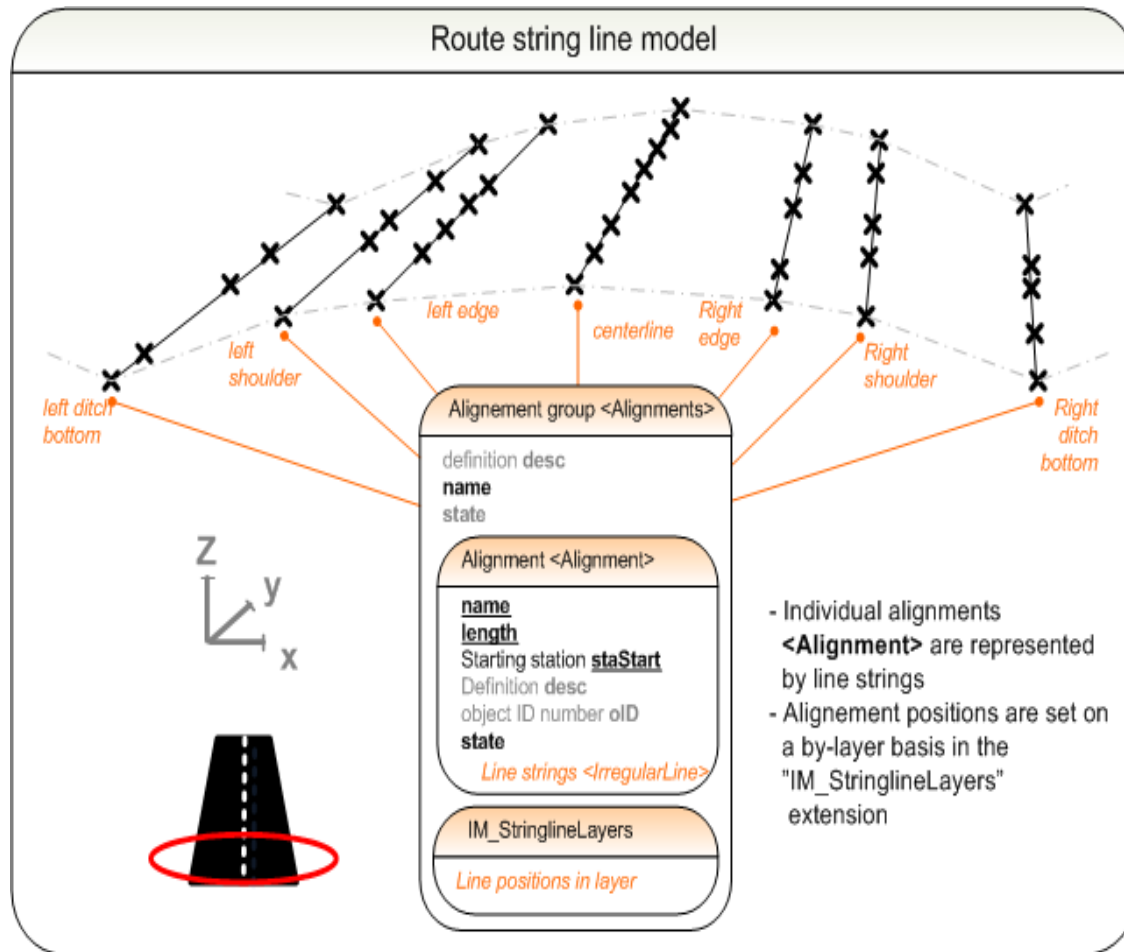 Route string line model
left edge
centerline
Right
edge
left
shoulder
Right
shoulder
left ditch
bottom
Right
ditch
bottom
Alignement group <Alignments>
definition desc
name
state
Alignment <Alignment>
name
length
Starting station staStart
Definition desc
object ID number oID
state
Line strings <IrregularLine>
IM_StringlineLayers
Line positions in layer
Z
y
x
- Individual alignments
<Alignment> are represented
by line strings
- Alignement positions are set on
a by-layer basis in the
"IM_StringlineLayers"
extension